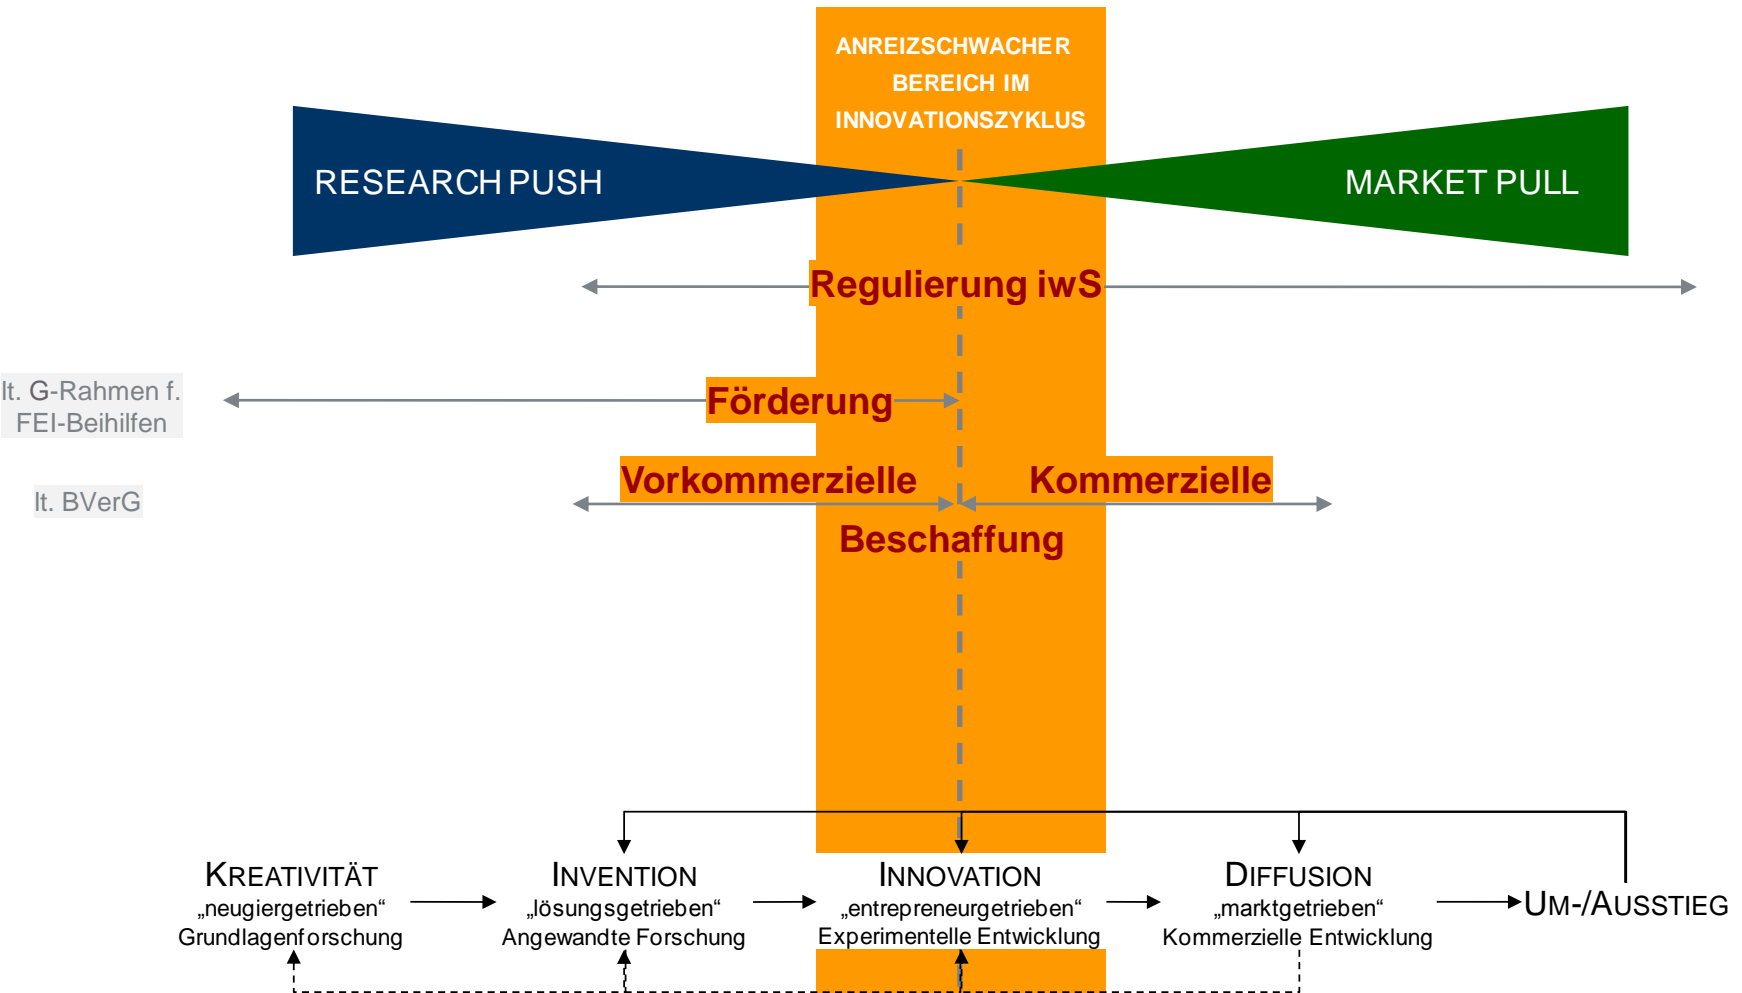 ANREIZSCHWACHER
BEREICH IM
INNOVATIONSZYKLUS
RESEARCH PUSH
MARKET PULL
Regulierung iwS
lt. G-Rahmen f.
FEI-Beihilfen
Förderung
Vorkommerzielle
Kommerzielle
lt. BVerG
Beschaffung
KREATIVITÄT
„neugiergetrieben“
Grundlagenforschung
INVENTION
„lösungsgetrieben“
Angewandte Forschung
INNOVATION
„entrepreneurgetrieben“
Experimentelle Entwicklung
DIFFUSION
„marktgetrieben“
Kommerzielle Entwicklung
UM-/AUSSTIEG